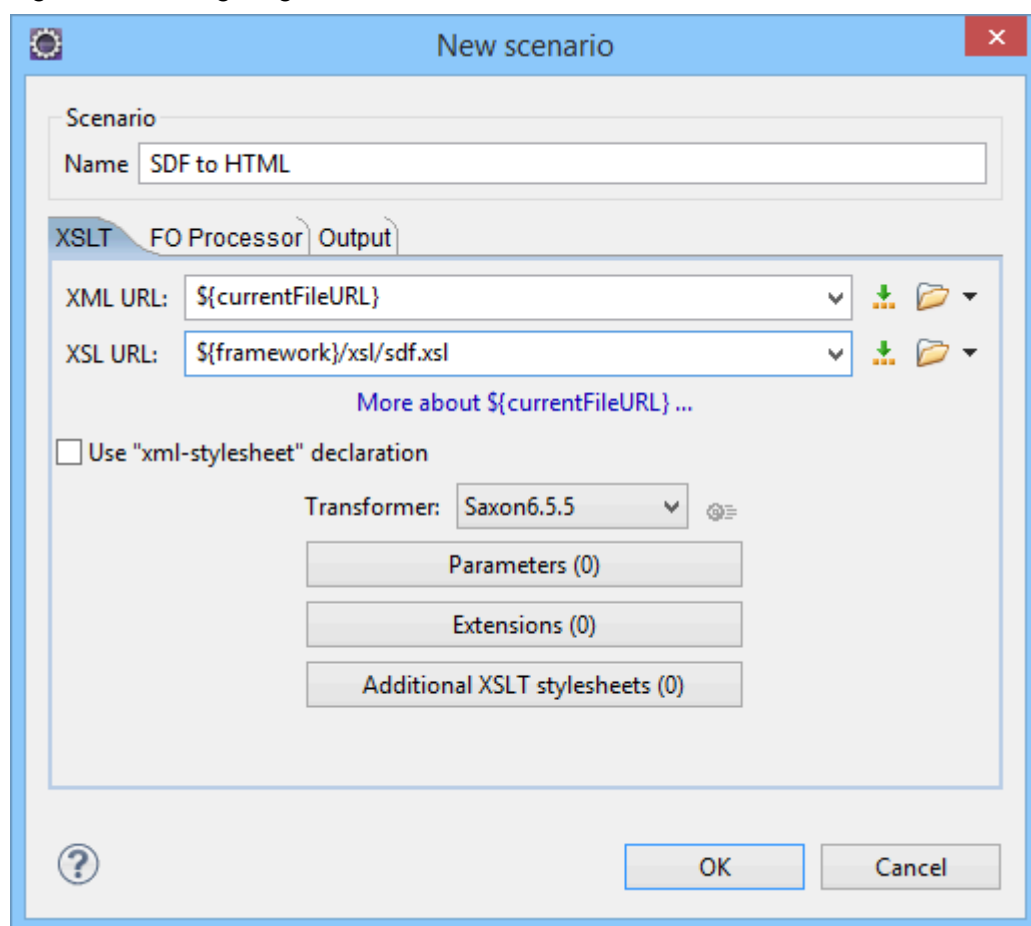 New scenario
Scenario
Name SDF to HTML
XSLT FO Processor Output
XML URL: ${currentFileURL}
XSL URL: ${framework}/xsl/sdf.xsl
More about ${currentFileURL} ...
Use "xml-stylesheet" declaration
Transformer: Saxon6.5.5
Parameters (0)
Extensions (0)
Additional XSLT stylesheets (0)
? OK Cancel